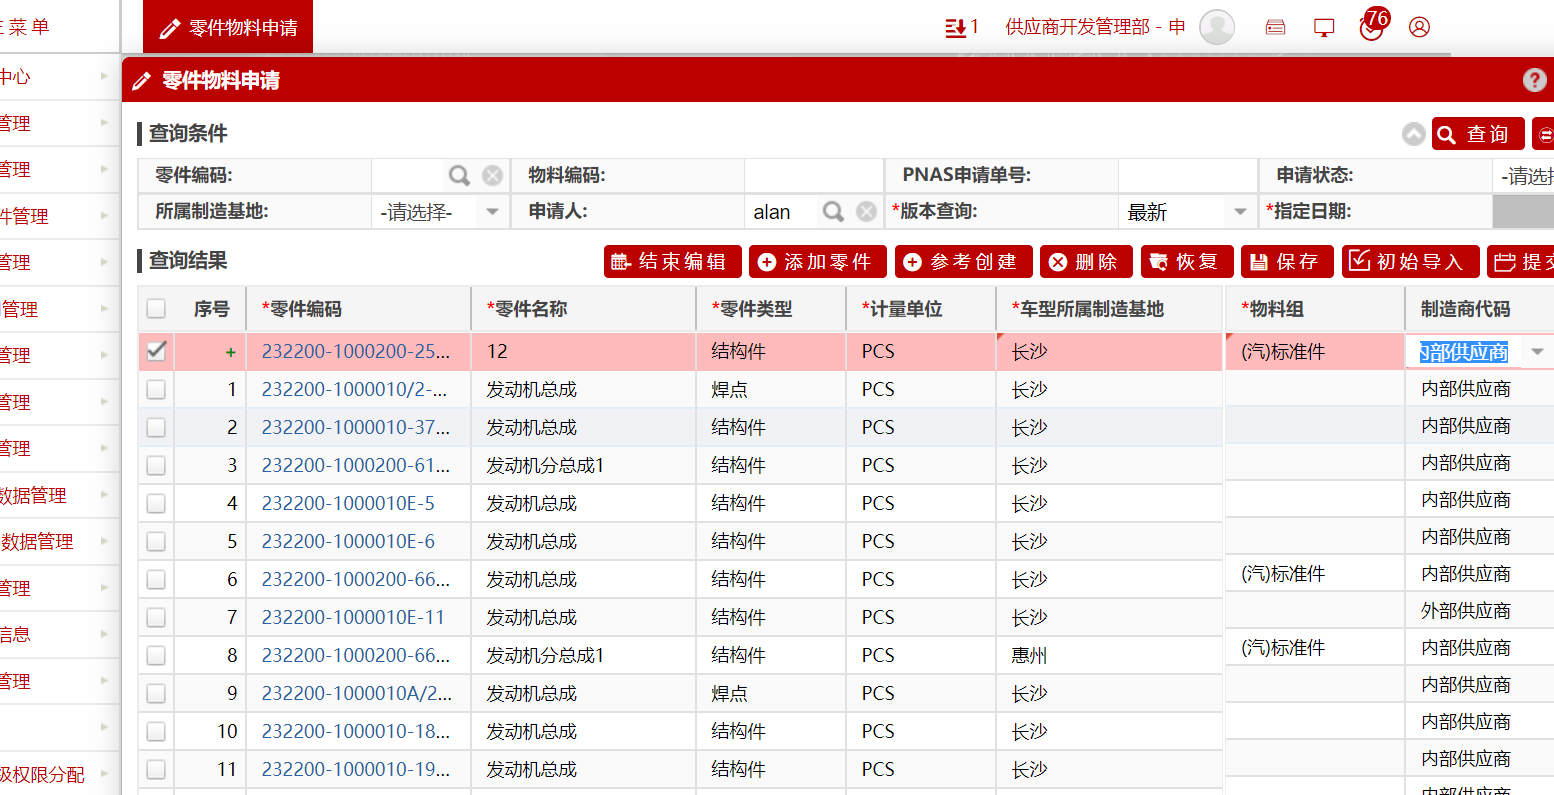 菜单
零件物料申请
1
供应商开发管理部 - 申
76
中心
管理
管理
件管理
管理
管理
管理
管理
管理
数据管理
数据管理
管理
信息
管理
级权限分配
零件物料申请
?
查询条件
查询
零件编码:
物料编码:
PNAS申请单号:
申请状态:
-请选择
所属制造基地:
-请选择-
申请人:
alan
*版本查询:
最新
*指定日期:
查询结果
结束编辑
添加零件
参考创建
删除
恢复
保存
初始导入
提交
序号 *零件编码 *零件名称 *零件类型 *计量单位 *车型所属制造基地 *物料组 制造商代码
+ 232200-1000200-25... 12 结构件 PCS 长沙 (汽)标准件 内部供应商
1 232200-1000010/2-... 发动机总成 焊点 PCS 长沙 内部供应商
2 232200-1000010-37... 发动机总成 结构件 PCS 长沙 内部供应商
3 232200-1000200-61... 发动机分总成1 结构件 PCS 长沙 内部供应商
4 232200-1000010E-5 发动机总成 结构件 PCS 长沙 内部供应商
5 232200-1000010E-6 发动机总成 结构件 PCS 长沙 内部供应商
6 232200-1000200-66... 发动机总成 结构件 PCS 长沙 (汽)标准件 内部供应商
7 232200-1000010E-11 发动机总成 结构件 PCS 长沙 外部供应商
8 232200-1000200-66... 发动机分总成1 结构件 PCS 惠州 (汽)标准件 内部供应商
9 232200-1000010A/2... 发动机总成 焊点 PCS 长沙 内部供应商
10 232200-1000010-18... 发动机总成 结构件 PCS 长沙 内部供应商
11 232200-1000010-19... 发动机总成 结构件 PCS 长沙 内部供应商
内部供应商